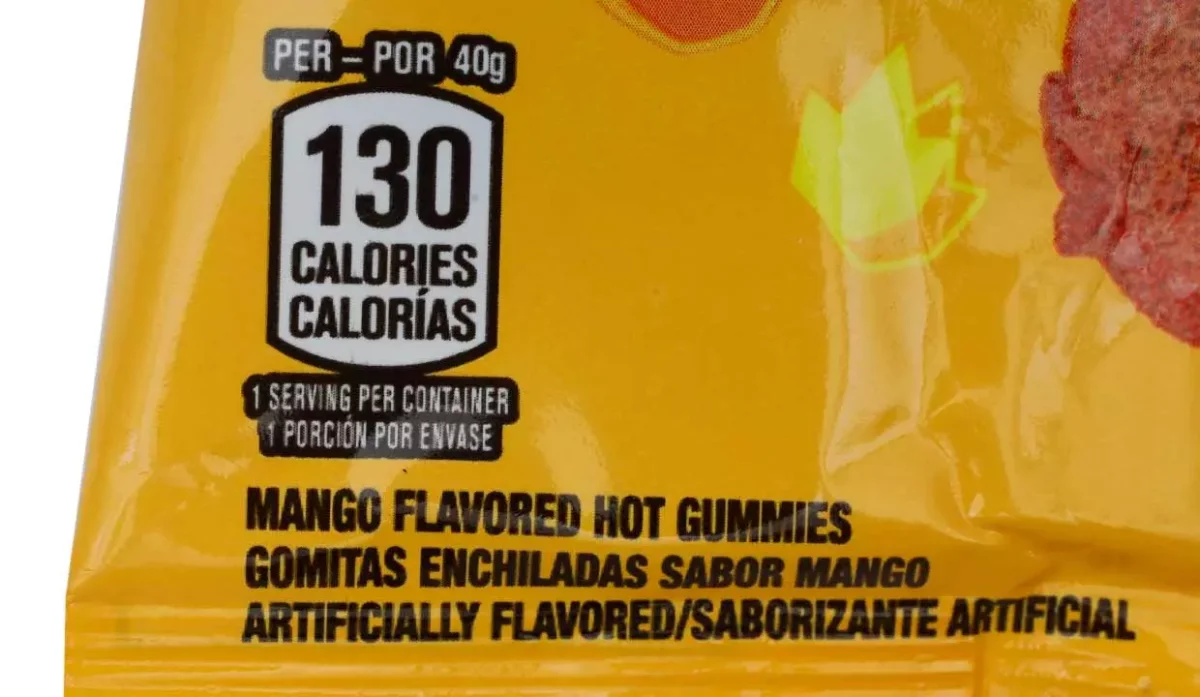 PER – POR 40g
130
CALORIES
CALORÍAS
1 SERVING PER CONTAINER
1 PORCIÓN POR ENVASE
MANGO FLAVORED HOT GUMMIES
GOMITAS ENCHILADAS SABOR MANGO
ARTIFICIALLY FLAVORED/SABORIZANTE ARTIFICIAL